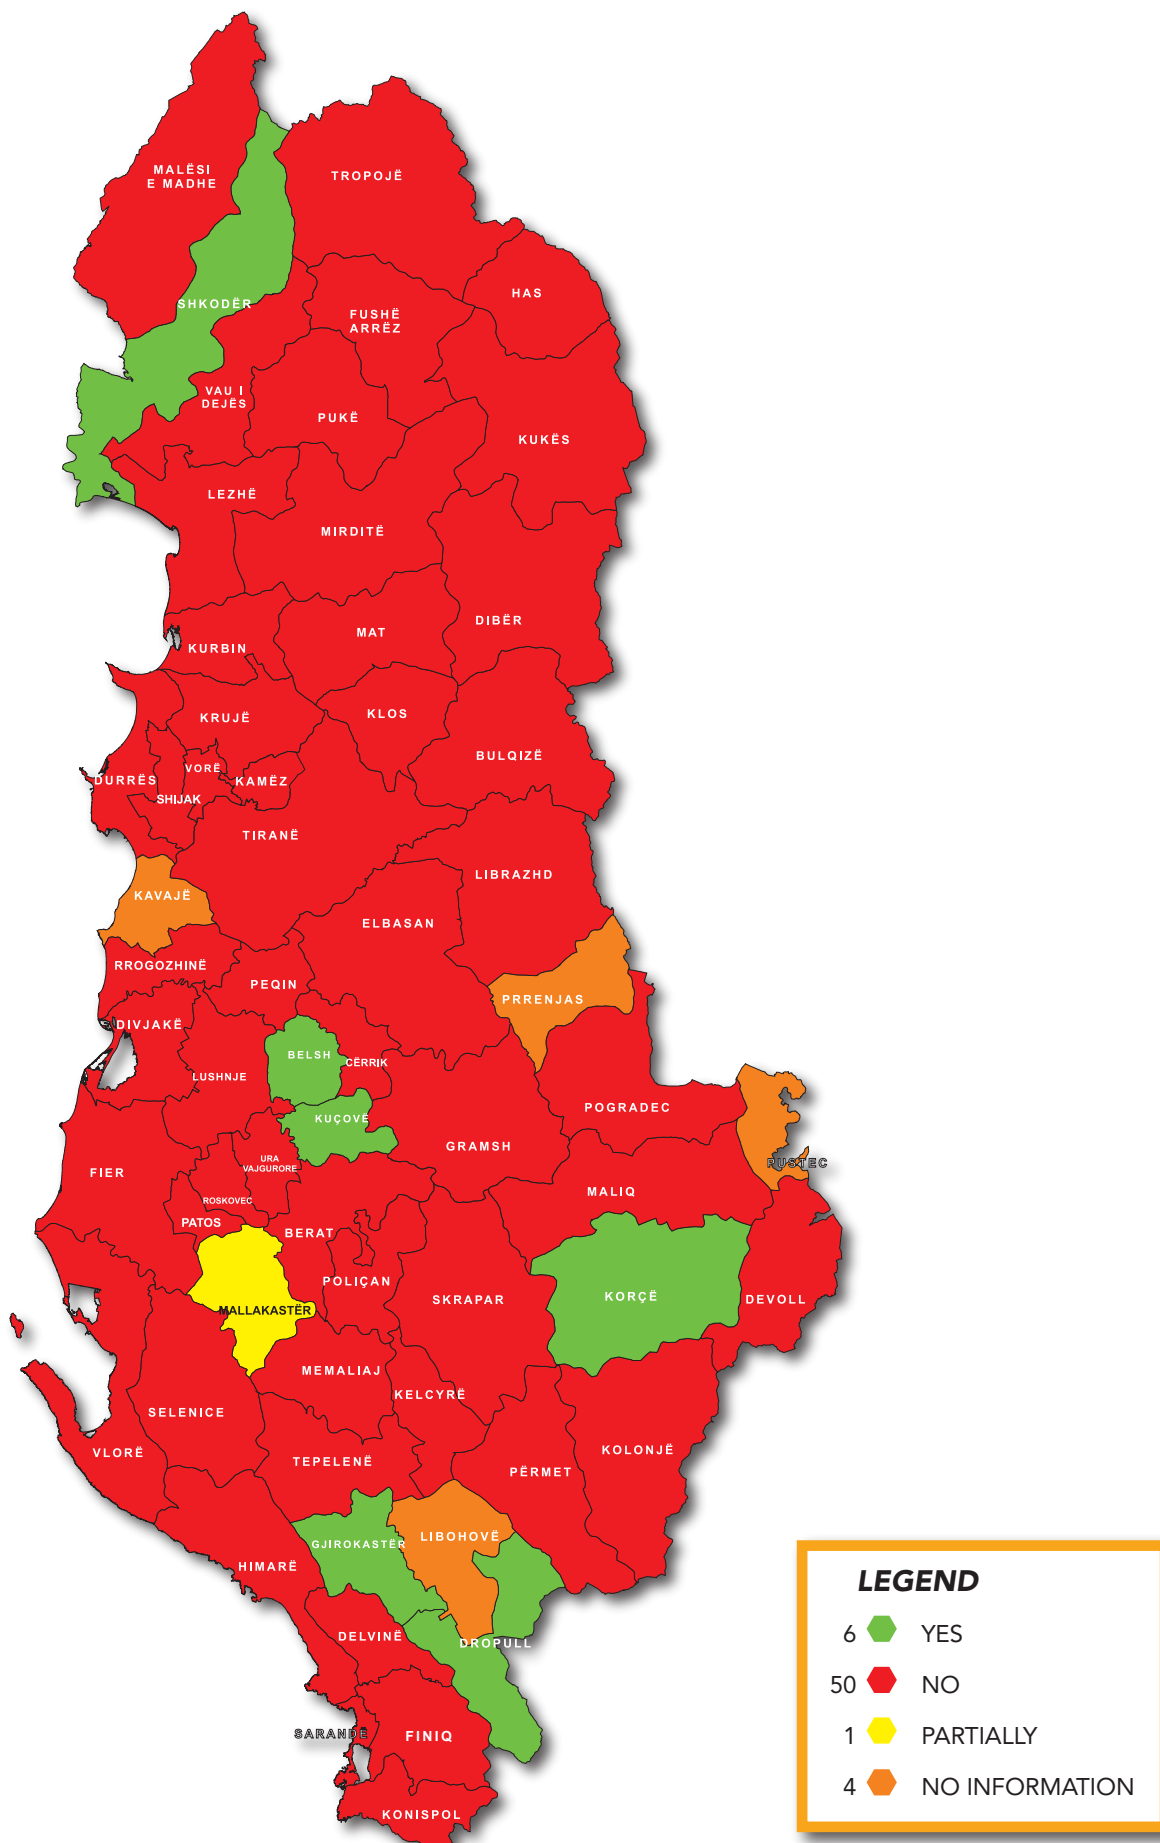 MALËSI
E MADHE
TROPOJË
HAS
SHKODËR
FUSHË
ARRËZ
VAU I
DEJËS
PUKË
KUKËS
LEZHË
MIRDITË
DIBËR
MAT
KURBIN
KLOS
KRUJË
BULQIZË
VORË
DURRËS
KAMËZ
SHIJAK
TIRANË
LIBRAZHD
KAVAJË
ELBASAN
RROGOZHINË
PEQIN
PRRENJAS
DIVJAKË
BELSH
CËRRIK
LUSHNJE
POGRADEC
KUÇOVË
GRAMSH
URA
VAJGURORE
PUSTEC
FIER
MALIQ
ROSKOVEC
PATOS
BERAT
POLIÇAN
KORÇË
SKRAPAR
DEVOLL
MALLAKASTËR
MEMALIAJ
KELCYRË
SELENICE
VLORË
KOLONJË
TEPELENË
PËRMET
LIBOHOVË
GJIROKASTËR
HIMARË
DELVINË
DROPULL
SARANDË
FINIQ
KONISPOL
LEGEND
6 YES
50 NO
1 PARTIALLY
4 NO INFORMATION